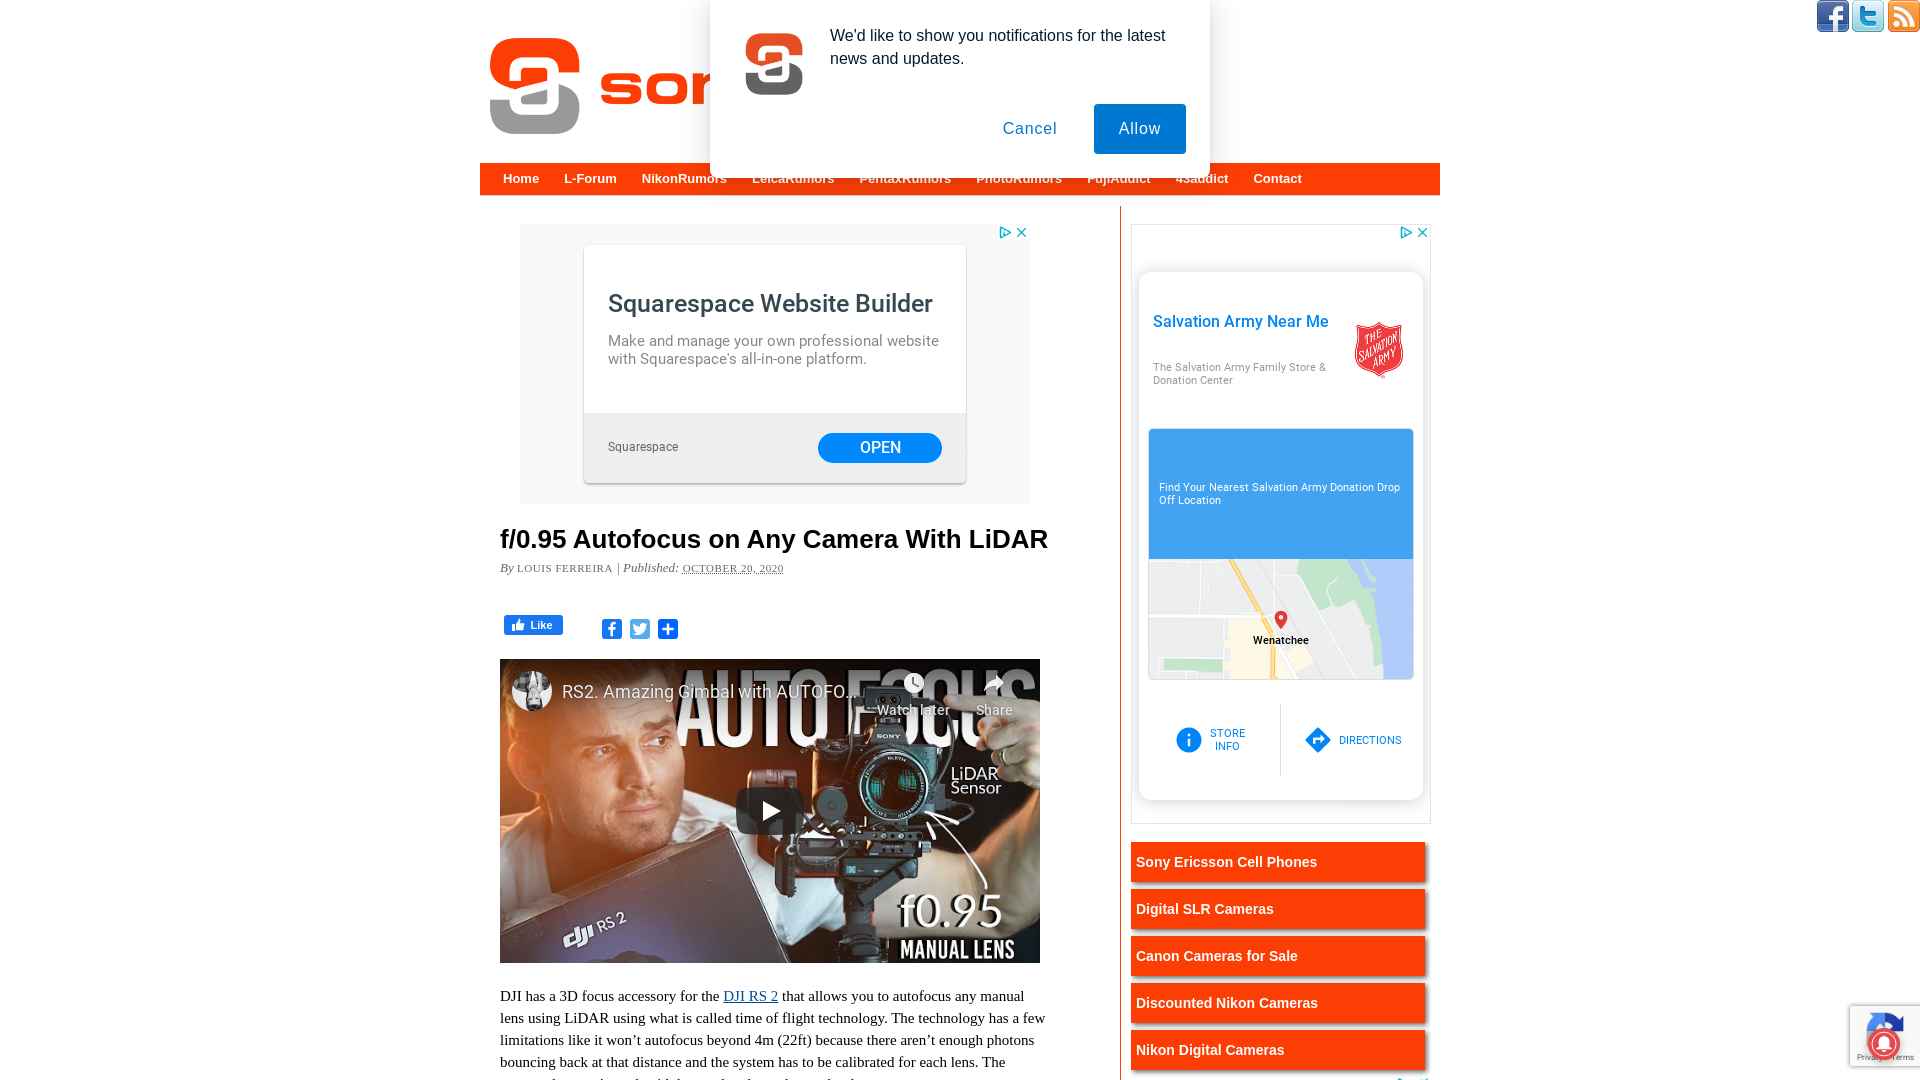 We'd like to show you notifications for the latest
news and updates.
Cancel
Allow
Home
L-Forum
NikonRumors
LeicaRumors
PentaxRumors
PhotoRumors
FujiAddict
43addict
Contact
Squarespace Website Builder
Make and manage your own professional website
with Squarespace's all-in-one platform.
Squarespace
OPEN
f/0.95 Autofocus on Any Camera With LiDAR
By LOUIS FERREIRA | Published: OCTOBER 20, 2020
Like
RS2. Amazing Gimbal with AUTOFO...
Watch later
Share
AUTO FOCUS
SONY
LiDAR
Sensor
dji RS 2
f0.95
MANUAL LENS
DJI has a 3D focus accessory for the DJI RS 2 that allows you to autofocus any manual
lens using LiDAR using what is called time of flight technology. The technology has a few
limitations like it won’t autofocus beyond 4m (22ft) because there aren’t enough photons
bouncing back at that distance and the system has to be calibrated for each lens. The
Salvation Army Near Me
THE
SALVATION
ARMY
The Salvation Army Family Store &
Donation Center
Find Your Nearest Salvation Army Donation Drop
Off Location
Wenatchee
STORE
INFO
DIRECTIONS
Sony Ericsson Cell Phones
Digital SLR Cameras
Canon Cameras for Sale
Discounted Nikon Cameras
Nikon Digital Cameras